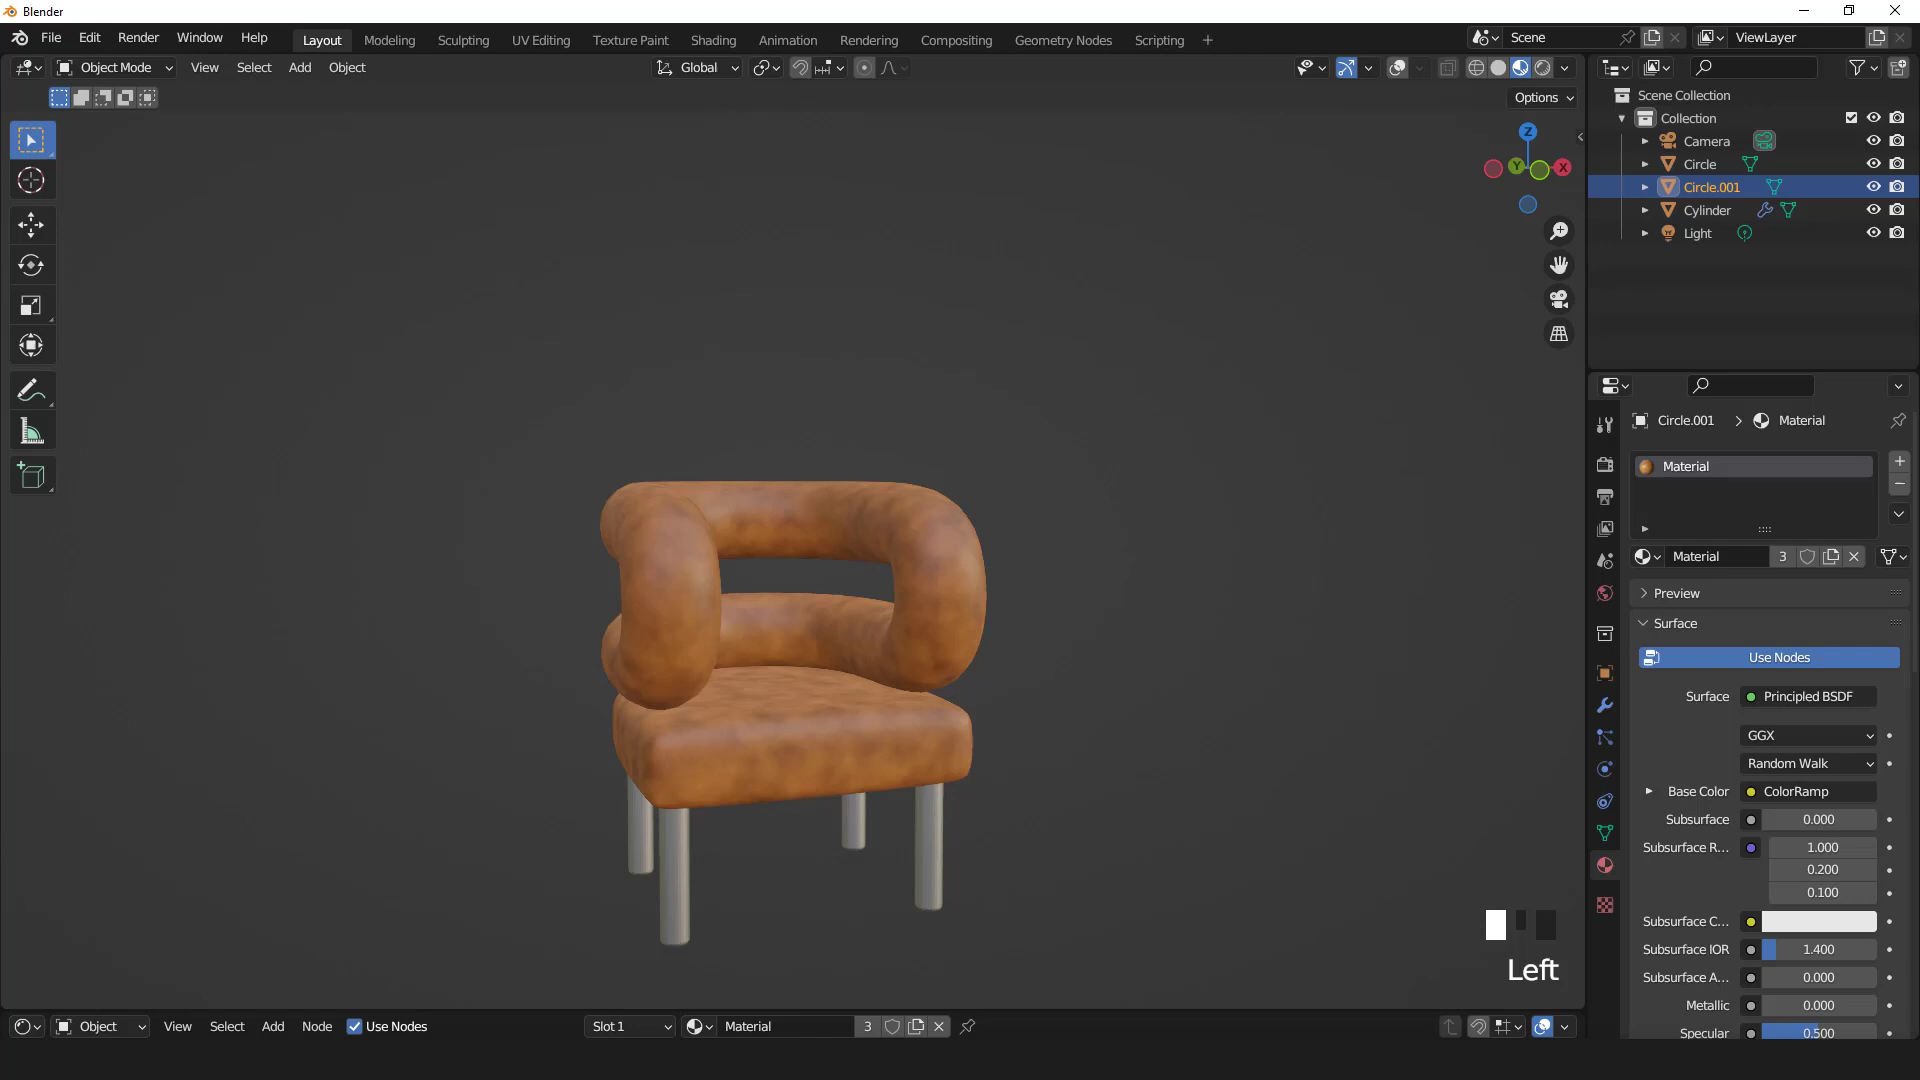 Blender
File Edit Render Window Help Layout Modeling Sculpting UV Editing Texture Paint Shading Animation Rendering Compositing Geometry Nodes Scripting + Scene ViewLayer
Object Mode View Select Add Object Global
Options
Z
Y X
Scene Collection
Collection
Camera
Circle
Circle.001
Cylinder
Light
Circle.001 > Material
Material
Material 3
Preview
Surface
Use Nodes
Surface Principled BSDF
GGX
Random Walk
Base Color ColorRamp
Subsurface 0.000
Subsurface R... 1.000
0.200
0.100
Subsurface C...
Subsurface IOR 1.400
Subsurface A... 0.000
Metallic 0.000
Specular 0.500
Left
Object View Select Add Node Use Nodes Slot 1 Material 3